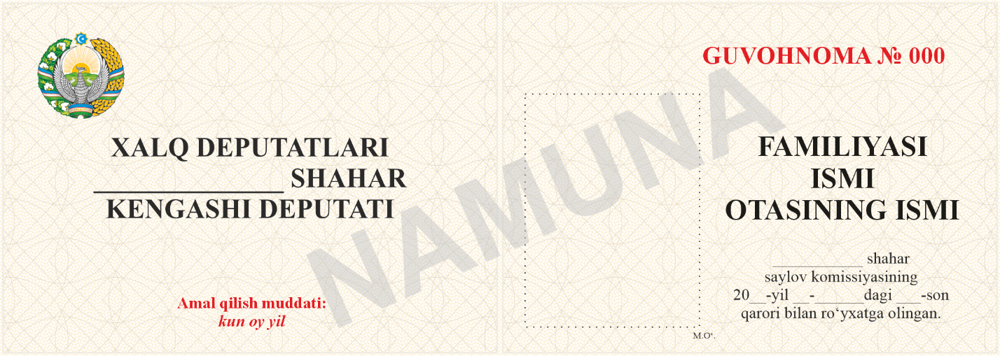 XALQ DEPUTATLARI
______________ SHAHAR
KENGASHI DEPUTATI
Amal qilish muddati:
kun oy yil
NAMUNA
GUVOHNOMA № 000
FAMILIYASI
ISMI
OTASINING ISMI
___________ shahar
saylov komissiyasining
20__-yil __-______dagi ___-son
qarori bilan ro‘yxatga olingan.
M.O‘.